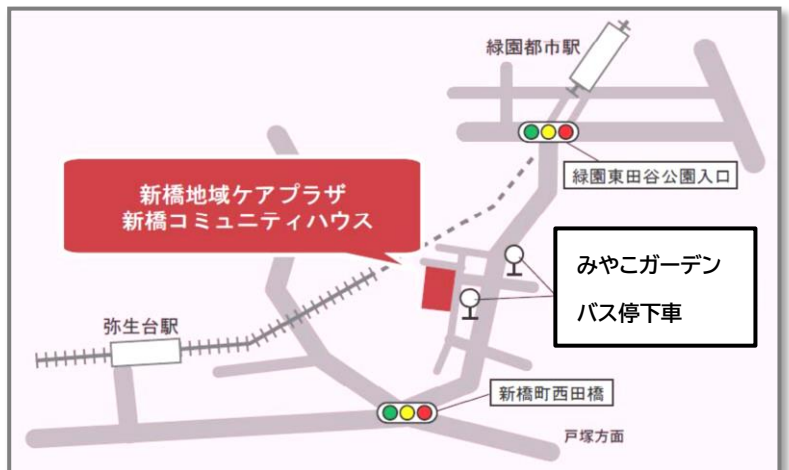 緑園都市駅
緑園東田谷公園入口
新橋地域ケアプラザ
新橋コミュニティハウス
みやこガーデン
バス停下車
弥生台駅
新橋町西田橋
戸塚方面